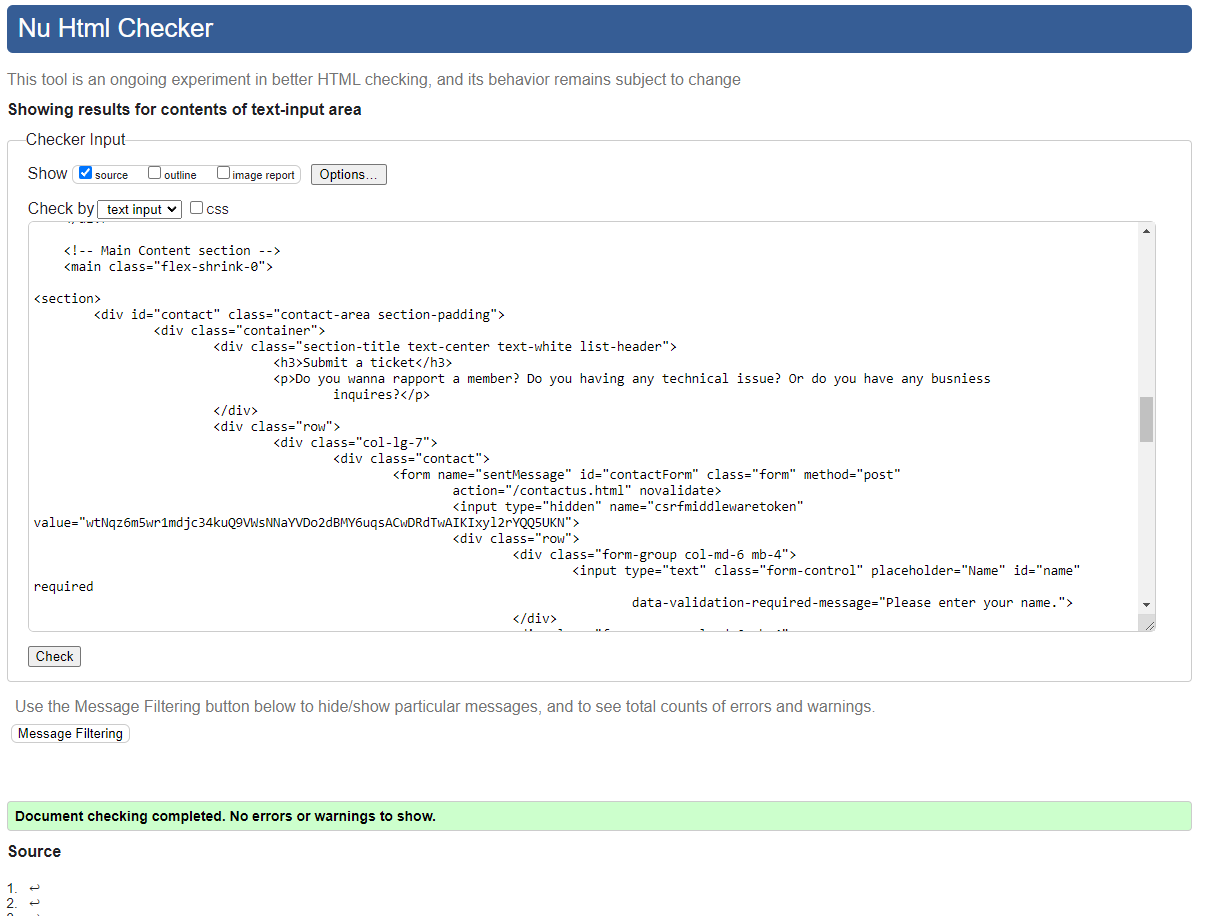 Nu Html Checker
This tool is an ongoing experiment in better HTML checking, and its behavior remains subject to change
Showing results for contents of text-input area
Checker Input
Show source outline image report Options...
Check by text input css
<!-- Main Content section -->
<main class="flex-shrink-0">
<section>
<div id="contact" class="contact-area section-padding">
<div class="container">
<div class="section-title text-center text-white list-header">
<h3>Submit a ticket</h3>
<p>Do you wanna rapport a member? Do you having any technical issue? Or do you have any busniess
inquires?</p>
</div>
<div class="row">
<div class="col-lg-7">
<div class="contact">
<form name="sentMessage" id="contactForm" class="form" method="post"
action="/contactus.html" novalidate>
<input type="hidden" name="csrfmiddlewaretoken"
value="wtNqz6m5wr1mdjc34kuQ9VWsNNaYVDo2dBMY6uqsACwDRdTwAIKIxyl2rYQQ5UKN">
<div class="row">
<div class="form-group col-md-6 mb-4">
<input type="text" class="form-control" placeholder="Name" id="name"
required
data-validation-required-message="Please enter your name.">
</div>
Check
Use the Message Filtering button below to hide/show particular messages, and to see total counts of errors and warnings.
Message Filtering
Document checking completed. No errors or warnings to show.
Source
1. ↩
2. ↩